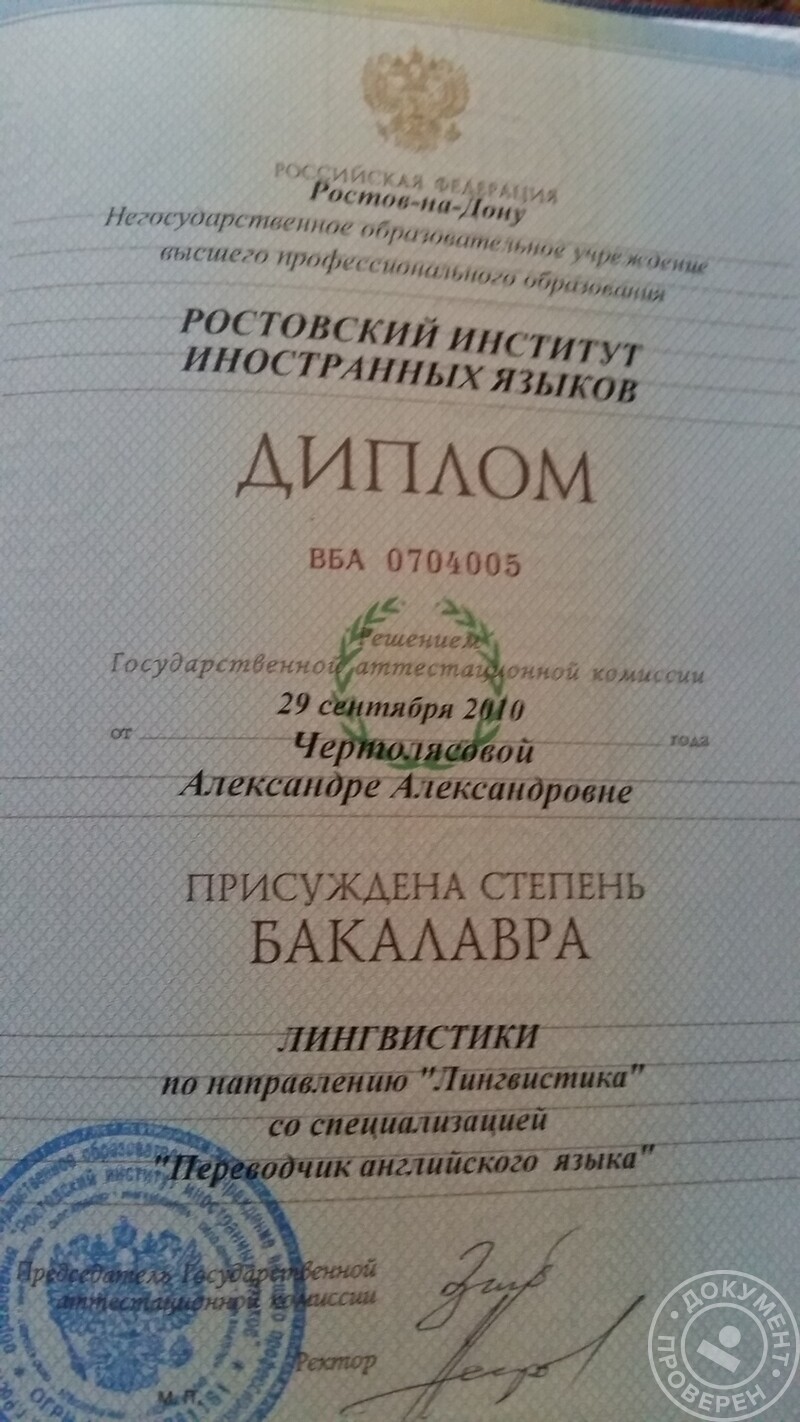 РОССИЙСКАЯ ФЕДЕРАЦИЯ
Ростов-на-Дону
Негосударственное образовательное учреждение
высшего профессионального образования
РОСТОВСКИЙ ИНСТИТУТ
ИНОСТРАННЫХ ЯЗЫКОВ
ДИПЛОМ
ВБА 0704005
Решением
Государственной аттестационной комиссии
29 сентября 2010
от года
Чертолясовой
Александре Александровне
ПРИСУЖДЕНА СТЕПЕНЬ
БАКАЛАВРА
ЛИНГВИСТИКИ
по направлению "Лингвистика"
со специализацией
"Переводчик английского языка"
Председатель Государственной
аттестационной комиссии
Ректор
М.П.
ДОКУМЕНТ
ПРОВЕРЕН